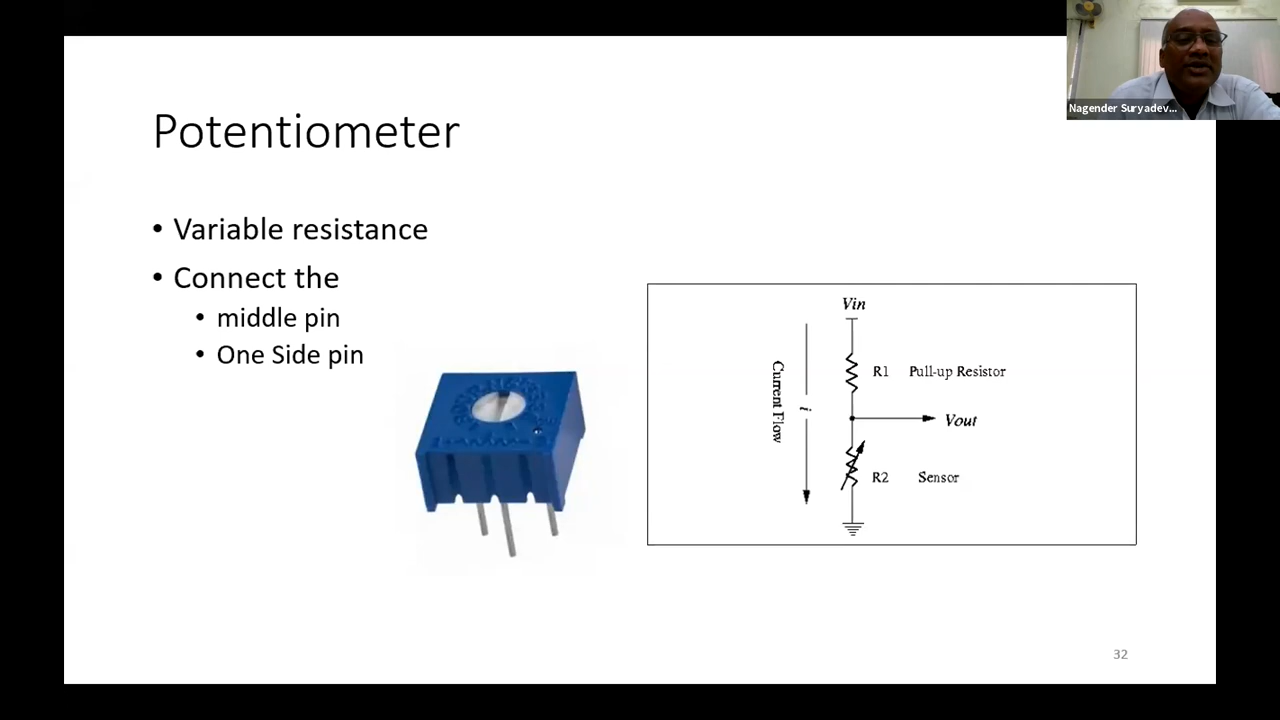 Nagender Suryadev...
Potentiometer
• Variable resistance
• Connect the
• middle pin
• One Side pin
Vin
Current Flow
i
R1 Pull-up Resistor
Vout
R2 Sensor
32